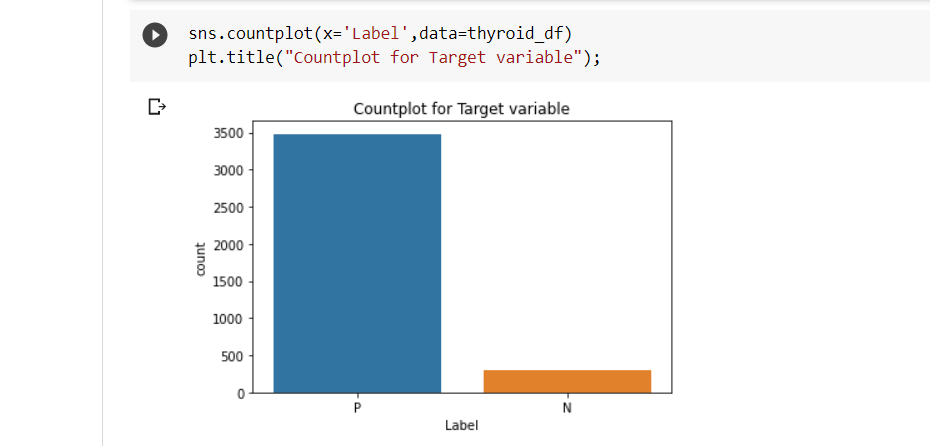 sns.countplot(x='Label',data=thyroid_df)
plt.title("Countplot for Target variable");
Countplot for Target variable
3500
3000
2500
2000
1500
1000
500
0
count
P
N
Label